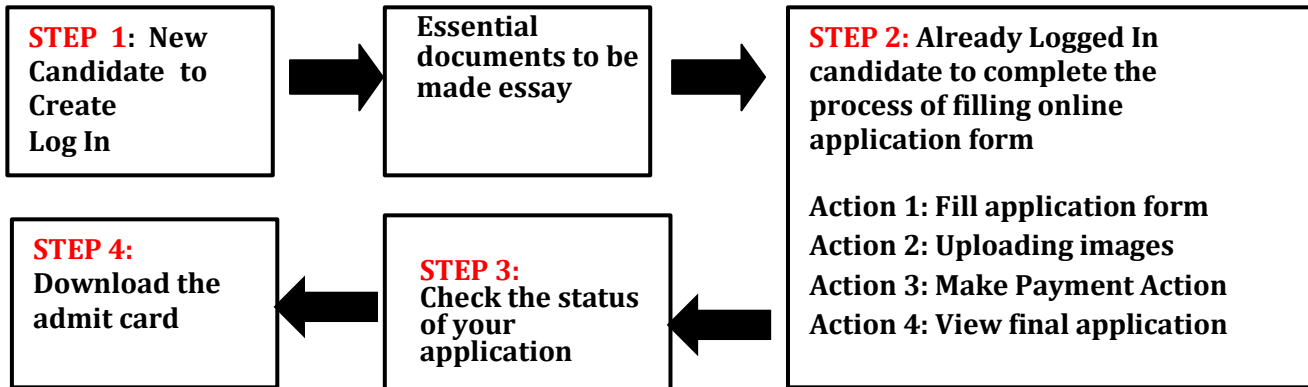 STEP 1: New
Candidate to
Create
Log In
Essential
documents to be
made essay
STEP 2: Already Logged In
candidate to complete the
process of filling online
application form
Action 1: Fill application form
Action 2: Uploading images
Action 3: Make Payment Action
Action 4: View final application
STEP 3:
Check the status
of your
application
STEP 4:
Download the
admit card